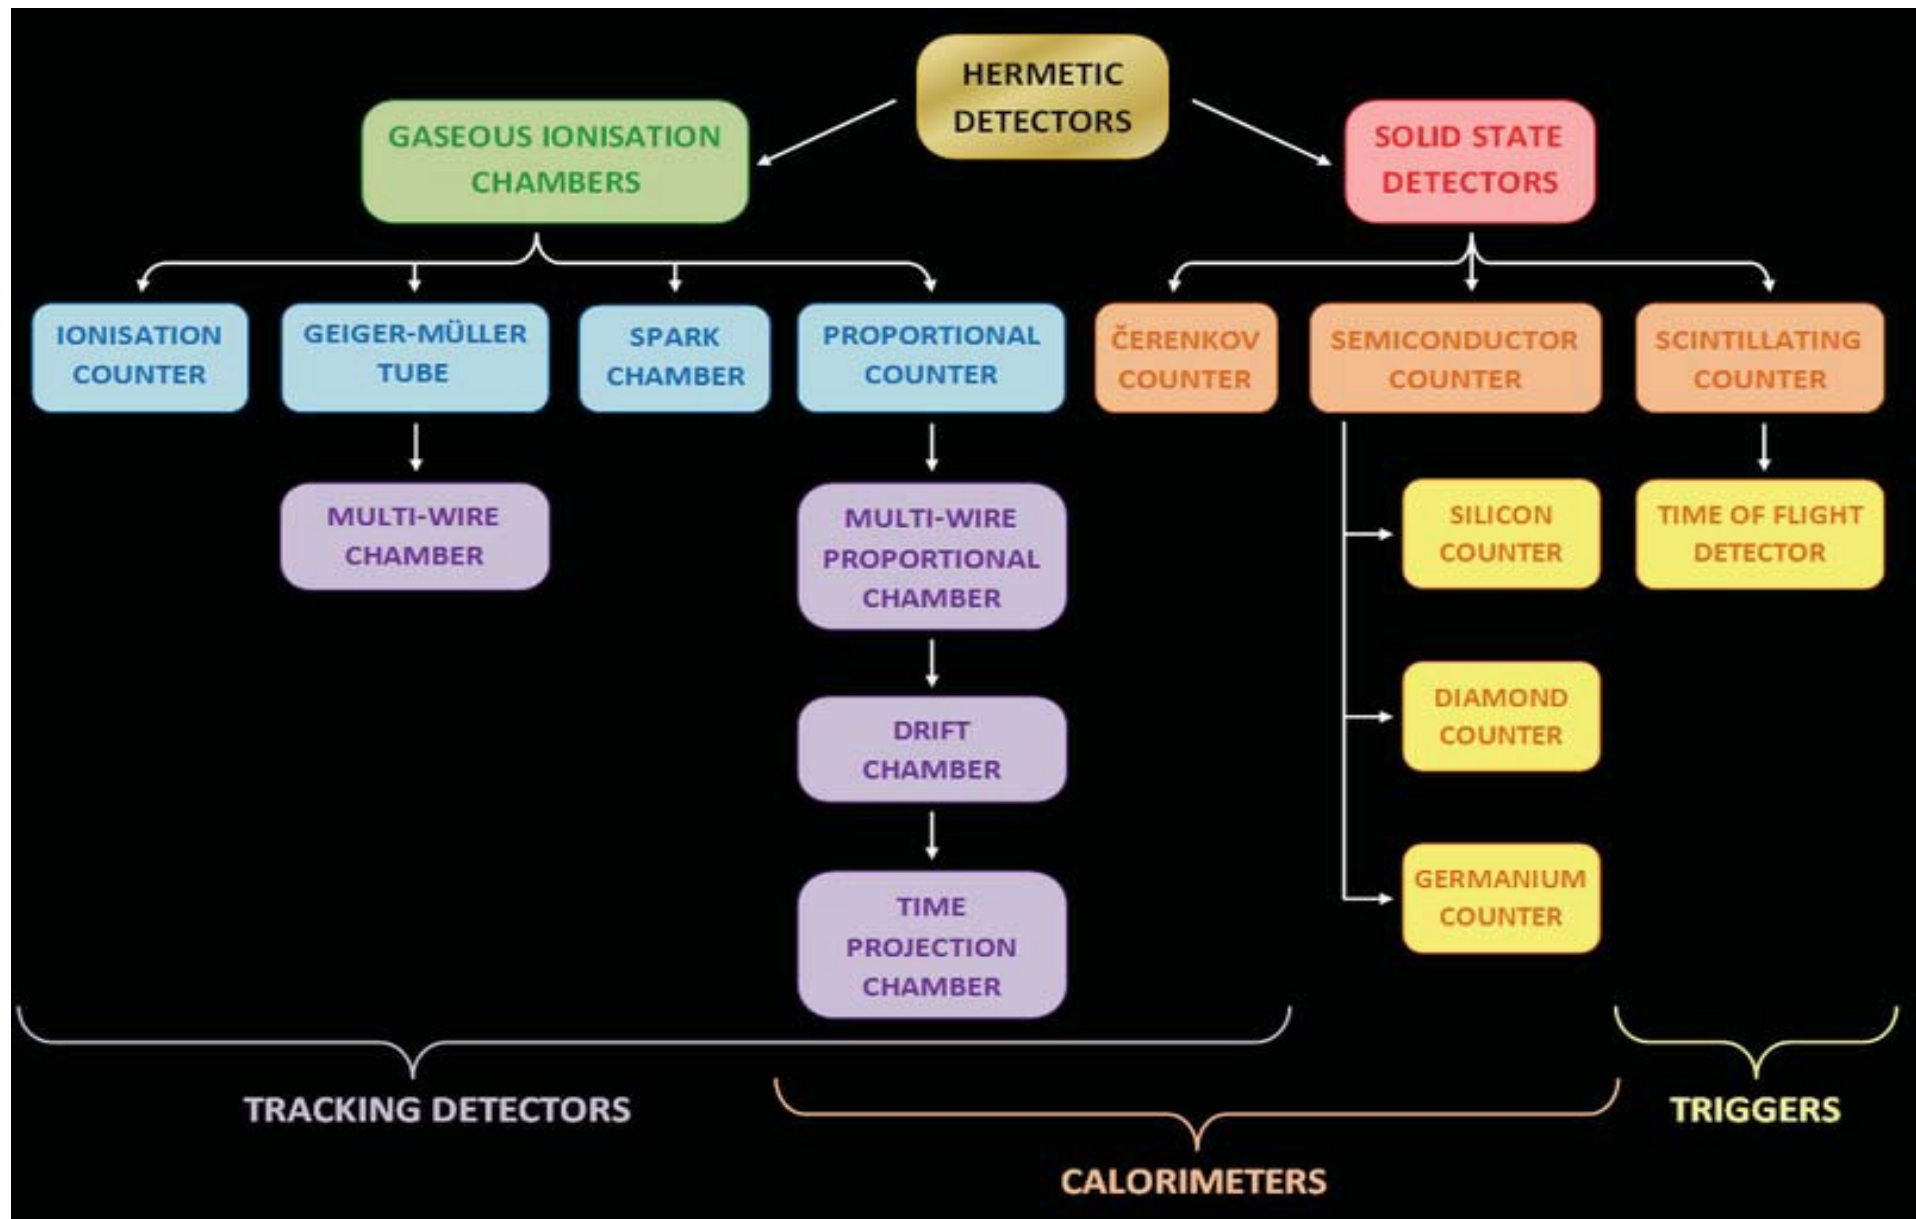 HERMETIC
DETECTORS
GASEOUS IONISATION
CHAMBERS
SOLID STATE
DETECTORS
IONISATION
COUNTER
GEIGER-MÜLLER
TUBE
SPARK
CHAMBER
PROPORTIONAL
COUNTER
ČERENKOV
COUNTER
SEMICONDUCTOR
COUNTER
SCINTILLATING
COUNTER
MULTI-WIRE
CHAMBER
MULTI-WIRE
PROPORTIONAL
CHAMBER
SILICON
COUNTER
TIME OF FLIGHT
DETECTOR
DRIFT
CHAMBER
DIAMOND
COUNTER
TIME
PROJECTION
CHAMBER
GERMANIUM
COUNTER
TRACKING DETECTORS
CALORIMETERS
TRIGGERS